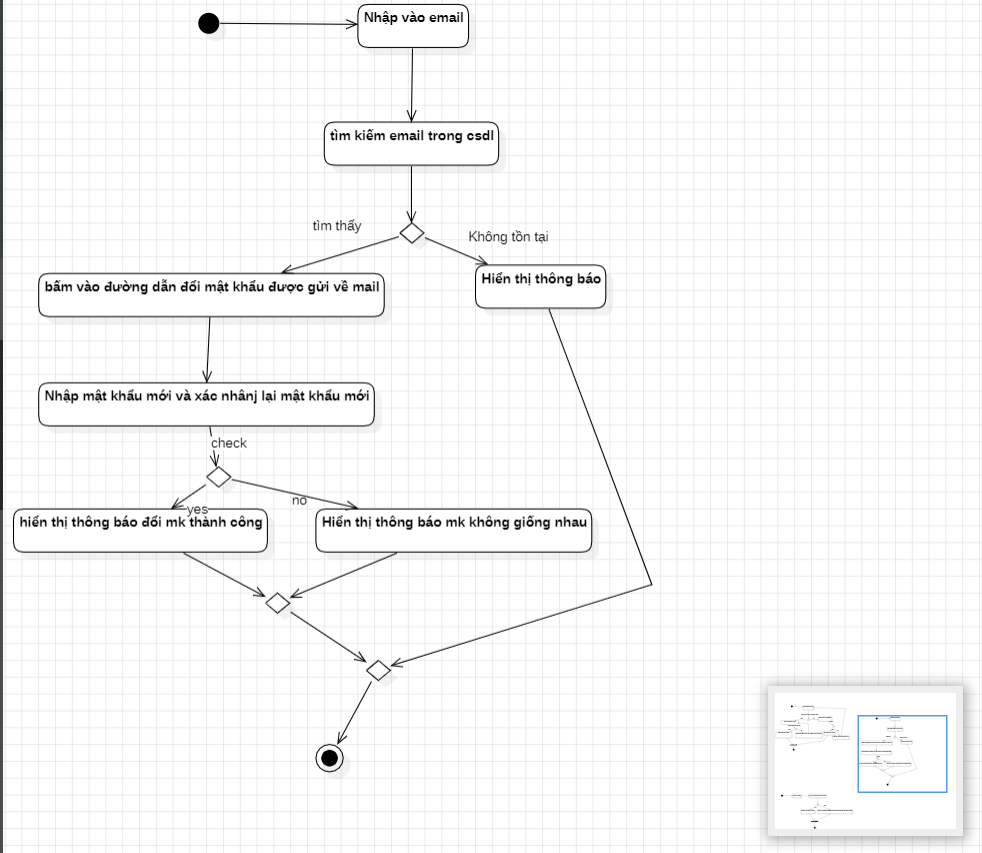 Nhập vào email
tìm kiếm email trong csdl
tìm thấy
Không tồn tại
bấm vào đường dẫn đổi mật khẩu được gửi về mail
Hiển thị thông báo
Nhập mật khẩu mới và xác nhânj lại mật khẩu mới
check
yes
no
hiển thị thông báo đổi mk thành công
Hiển thị thông báo mk không giống nhau